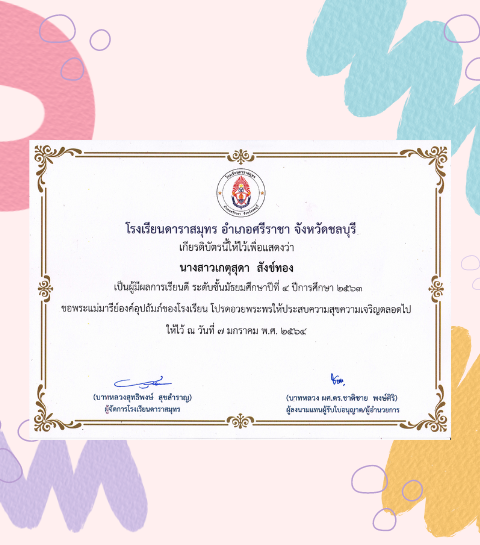 โรงเรียนดาราสมุทร อำเภอศรีราชา จังหวัดชลบุรี
เกียรติบัตรนี้ให้ไว้เพื่อแสดงว่า
นางสาวเกตุสุดา สังข์ทอง
เป็นผู้มีผลการเรียนดี ระดับชั้นมัธยมศึกษาปีที่ ๔ ปีการศึกษา ๒๕๖๓
ขอพระแม่มารีย์องค์อุปถัมภ์ของโรงเรียน โปรดอวยพระพรให้ประสบความสุขความเจริญตลอดไป
ให้ไว้ ณ วันที่ ๗ มกราคม พ.ศ. ๒๕๖๔
(บาทหลวงสุทธิพงษ์ สุขสำราญ)
ผู้จัดการโรงเรียนดาราสมุทร
(บาทหลวง ผศ.ดร.ชาติชาย พงษ์ศิริ)
ผู้ลงนามแทนผู้รับใบอนุญาต/ผู้อำนวยการ